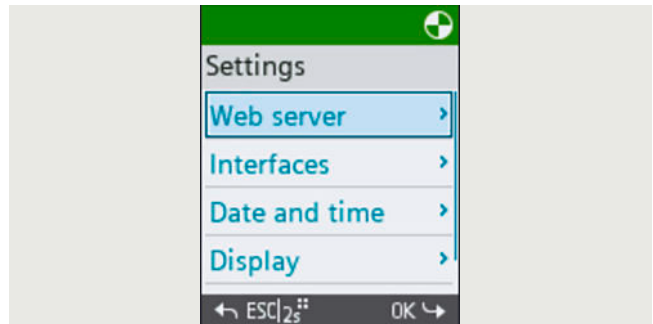 Settings
Web server
Interfaces
Date and time
Display
ESC|2s OK